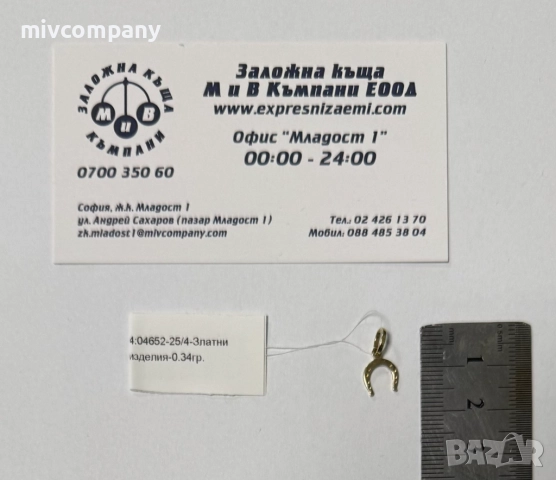 mivcompany
ЗАЛОЖНА КЪЩА
М И В
КЪМПАНИ
0700 350 60
Заложна къща
М и В Къмпани ЕООД
www.expresnizaemi.com
Офис "Младост 1"
00:00 - 24:00
София, ж.к. Младост 1
ул. Андрей Сахаров (пазар Младост 1)
zh.mladost1@mivcompany.com
Тел.: 02 426 13 70
Мобил.: 088 485 38 04
4:04652-25/4-Златни
изделия-0.34гр.
1
2
BAZAR